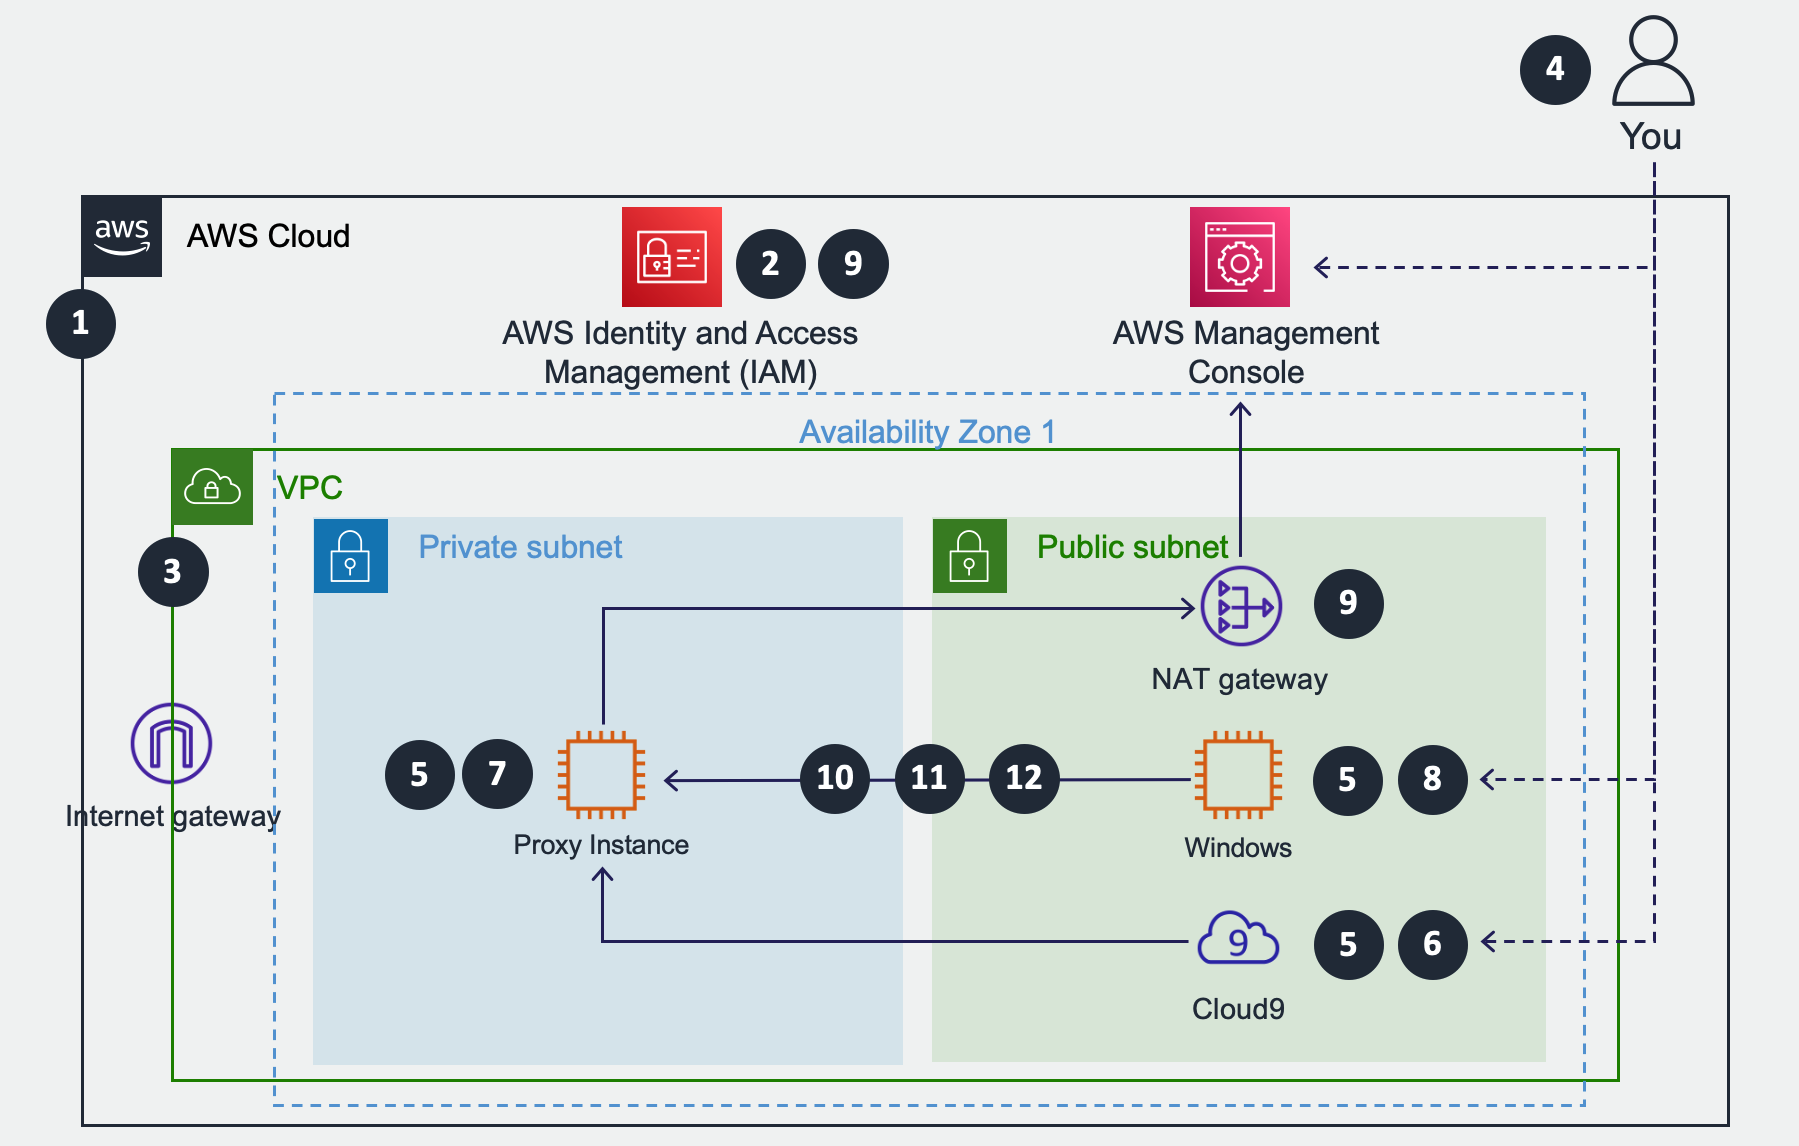 4
You
aws
AWS Cloud
2 9
1
AWS Identity and Access
Management (IAM)
AWS Management
Console
Availability Zone 1
VPC
Private subnet
Public subnet
3
9
NAT gateway
5 7
10 11 12
5 8
Internet gateway
Proxy Instance
Windows
9
5 6
Cloud9